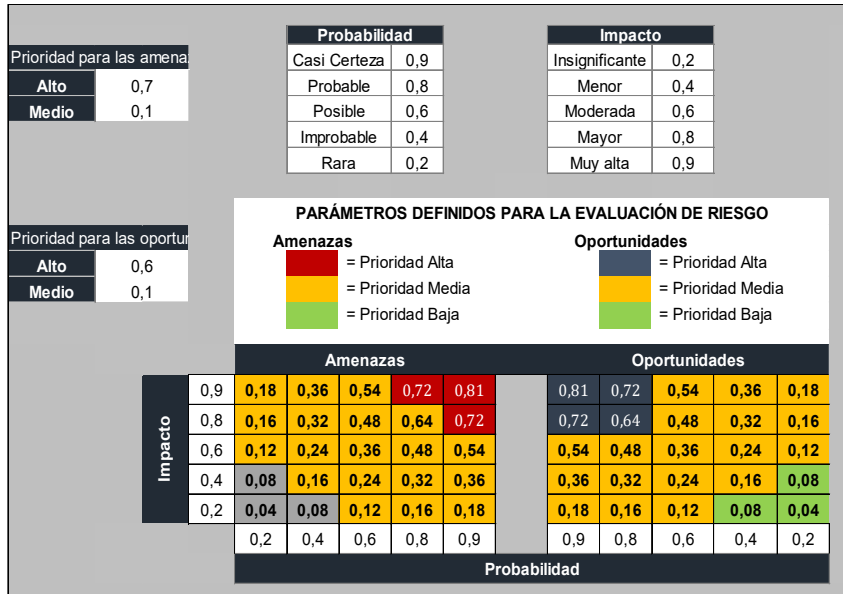 Probabilidad
Impacto
Prioridad para las amena
Casi Certeza 0,9
Insignificante 0,2
Alto 0,7
Probable 0,8
Menor 0,4
Medio 0,1
Posible 0,6
Moderada 0,6
Improbable 0,4
Mayor 0,8
Rara 0,2
Muy alta 0,9
PARÁMETROS DEFINIDOS PARA LA EVALUACIÓN DE RIESGO
Prioridad para las oportur
Amenazas
Oportunidades
Alto 0,6
= Prioridad Alta
= Prioridad Alta
Medio 0,1
= Prioridad Media
= Prioridad Media
= Prioridad Baja
= Prioridad Baja
Amenazas
Oportunidades
Impacto
0,9 0,18 0,36 0,54 0,72 0,81 0,81 0,72 0,54 0,36 0,18
0,8 0,16 0,32 0,48 0,64 0,72 0,72 0,64 0,48 0,32 0,16
0,6 0,12 0,24 0,36 0,48 0,54 0,54 0,48 0,36 0,24 0,12
0,4 0,08 0,16 0,24 0,32 0,36 0,36 0,32 0,24 0,16 0,08
0,2 0,04 0,08 0,12 0,16 0,18 0,18 0,16 0,12 0,08 0,04
0,2 0,4 0,6 0,8 0,9 0,9 0,8 0,6 0,4 0,2
Probabilidad